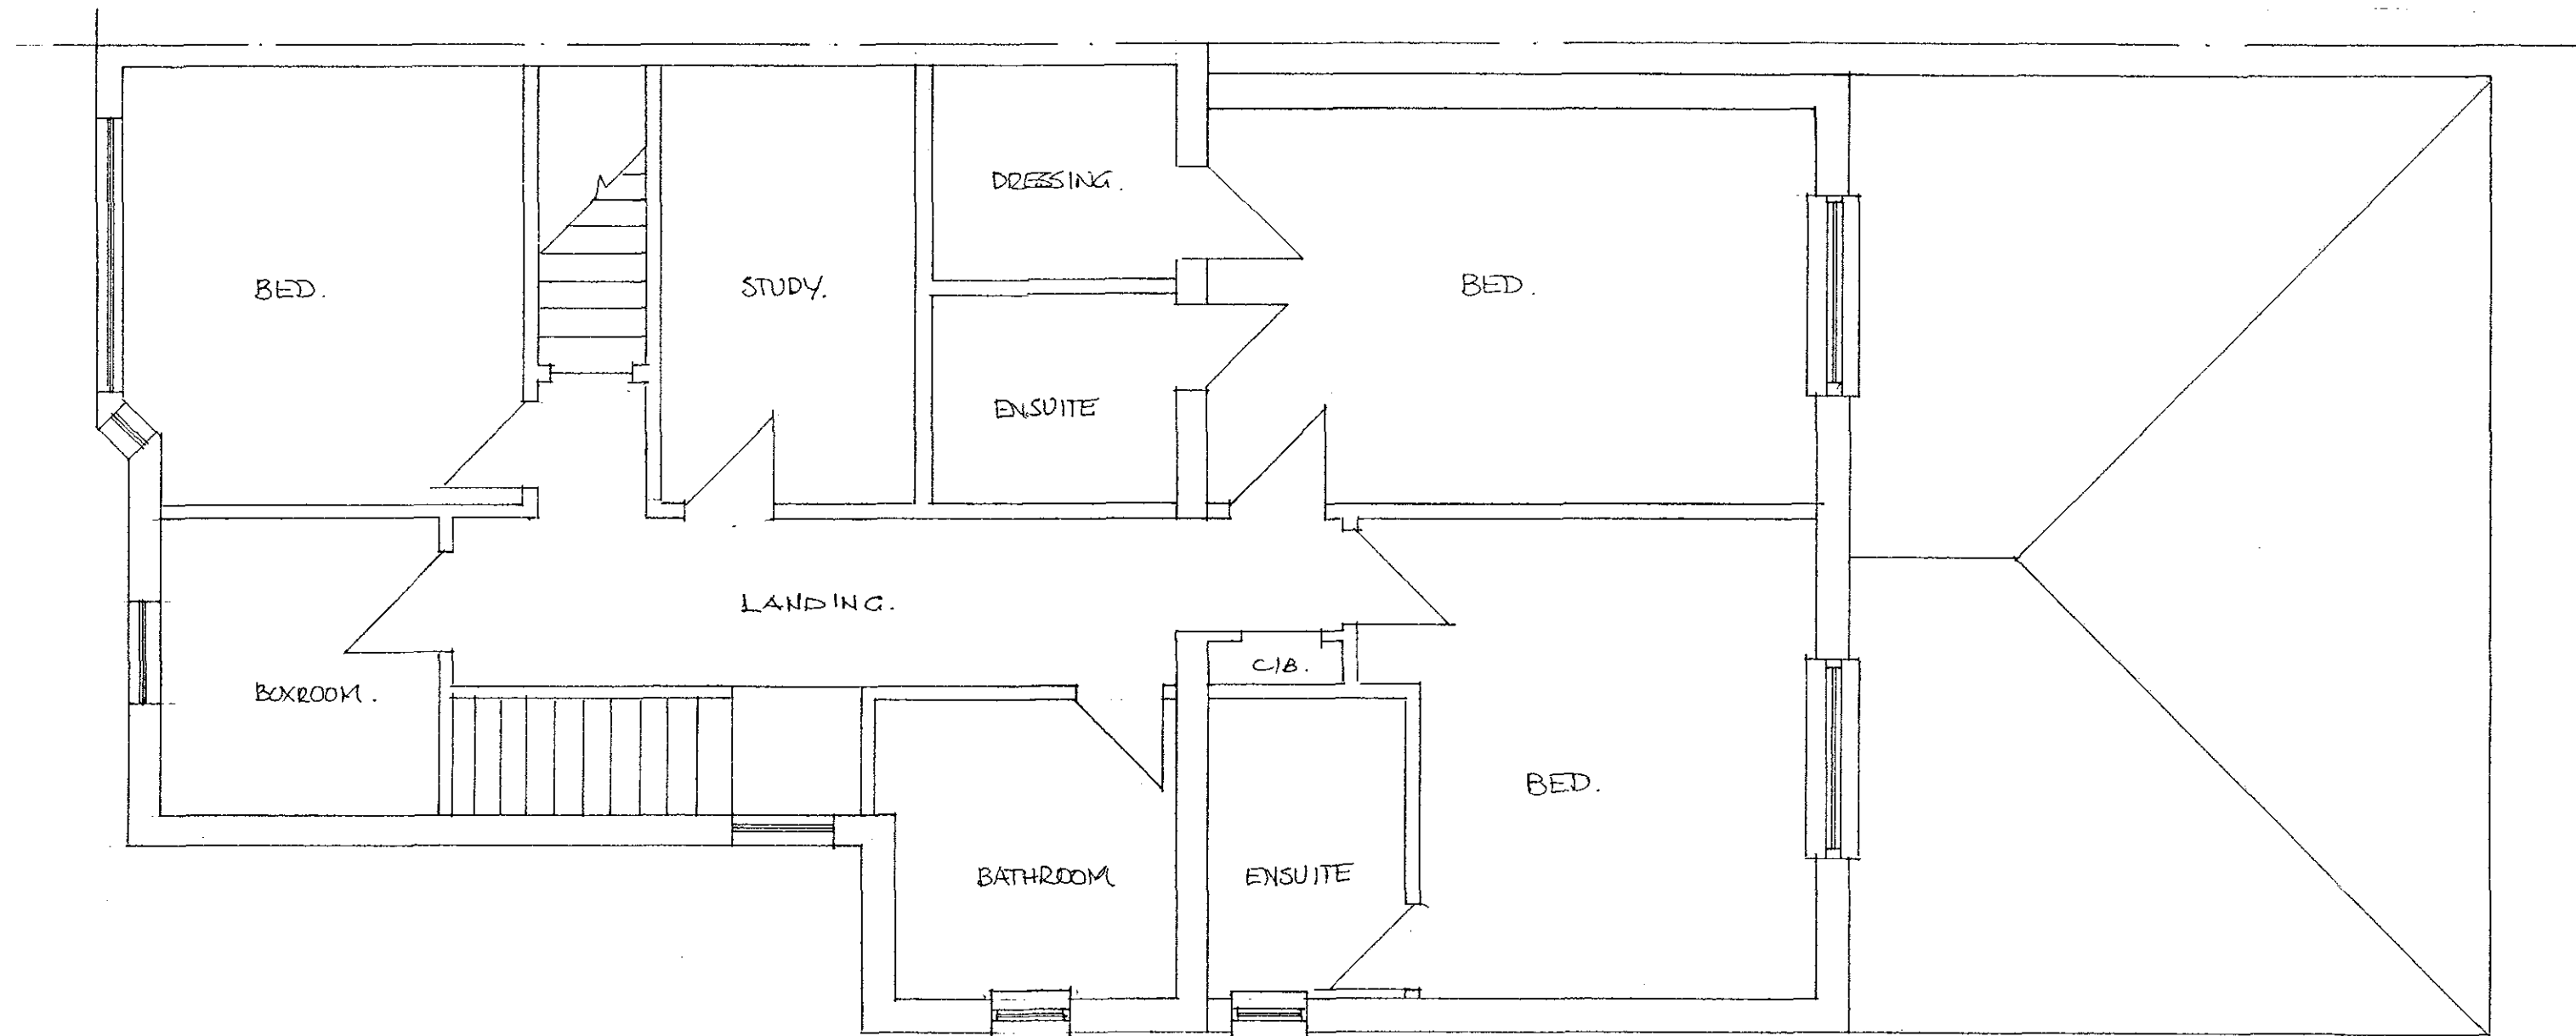 DRESSING.
BED.
STUDY.
BED.
ENSUITE
LANDING.
C/B.
BOXROOM.
BED.
BATHROOM
ENSUITE